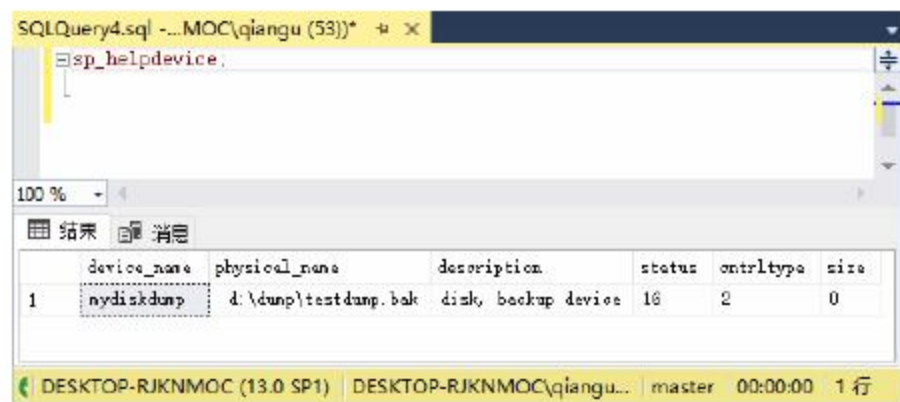 SQLQuery4.sql -...MOC\qiangu (53))*
sp_helpdevice;
100 %
结果 消息
device_name physical_name description status cntrltype size
1 mydiskdump d:\dump\testdump.bak disk, backup device 16 2 0
DESKTOP-RJKNMOC (13.0 SP1) DESKTOP-RJKNMOC\qiangu... master 00:00:00 1 行